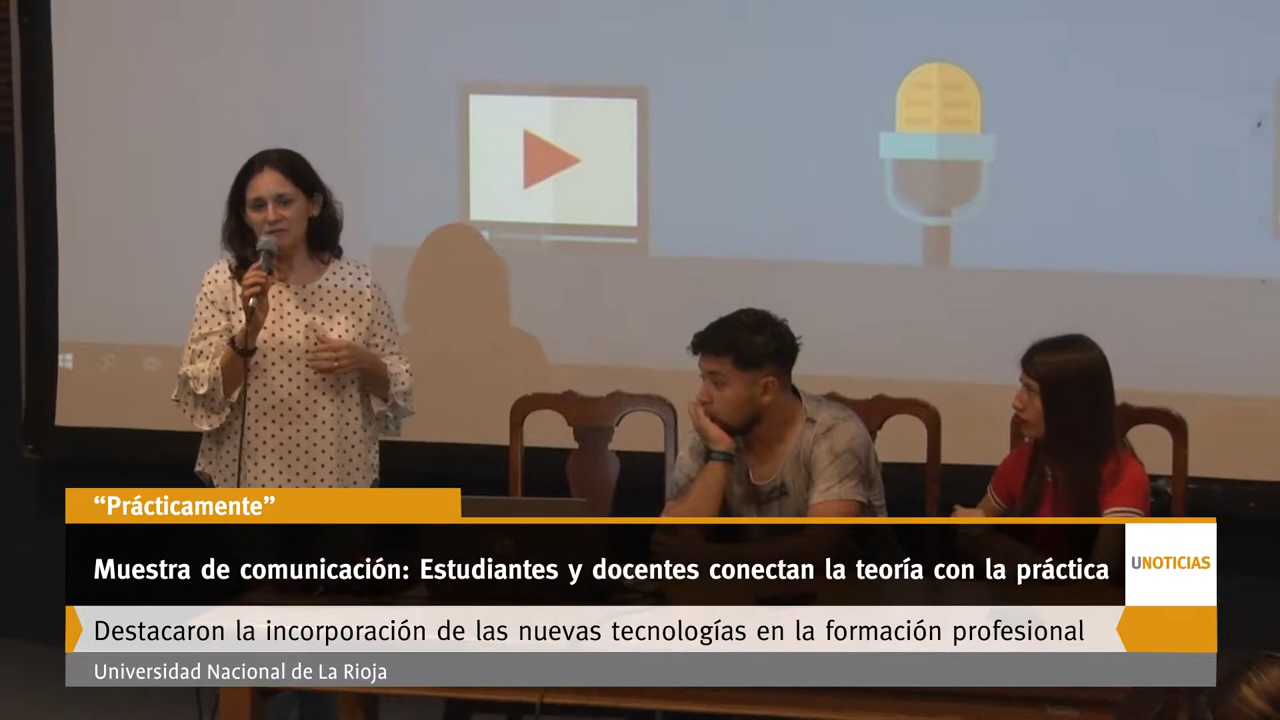 “Prácticamente”
Muestra de comunicación: Estudiantes y docentes conectan la teoría con la práctica
UNOTICIAS
Destacaron la incorporación de las nuevas tecnologías en la formación profesional
Universidad Nacional de La Rioja